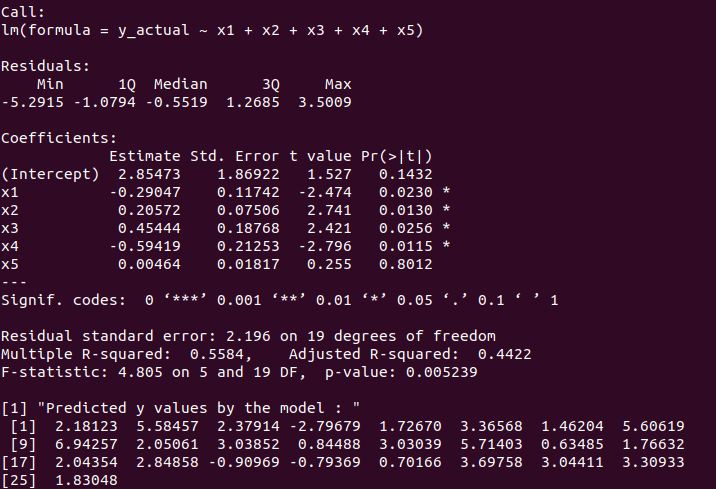 Call:
lm(formula = y_actual ~ x1 + x2 + x3 + x4 + x5)
Residuals:
    Min      1Q  Median      3Q     Max
-5.2915 -1.0794 -0.5519  1.2685  3.5009
Coefficients:
            Estimate Std. Error t value Pr(>|t|)
(Intercept)  2.85473    1.86922   1.527   0.1432
x1          -0.29047    0.11742  -2.474   0.0230 *
x2           0.20572    0.07506   2.741   0.0130 *
x3           0.45444    0.18768   2.421   0.0256 *
x4          -0.59419    0.21253  -2.796   0.0115 *
x5           0.00464    0.01817   0.255   0.8012
---
Signif. codes:  0 ‘***’ 0.001 ‘**’ 0.01 ‘*’ 0.05 ‘.’ 0.1 ‘ ’ 1
Residual standard error: 2.196 on 19 degrees of freedom
Multiple R-squared:  0.5584,    Adjusted R-squared:  0.4422
F-statistic: 4.805 on 5 and 19 DF,  p-value: 0.005239
[1] "Predicted y values by the model : "
 [1]  2.18123  5.58457  2.37914 -2.79679  1.72670  3.36568  1.46204  5.60619
 [9]  6.94257  2.05061  3.03852  0.84488  3.03039  5.71403  0.63485  1.76632
[17]  2.04354  2.84858 -0.90969 -0.79369  0.70166  3.69758  3.04411  3.30933
[25]  1.83048